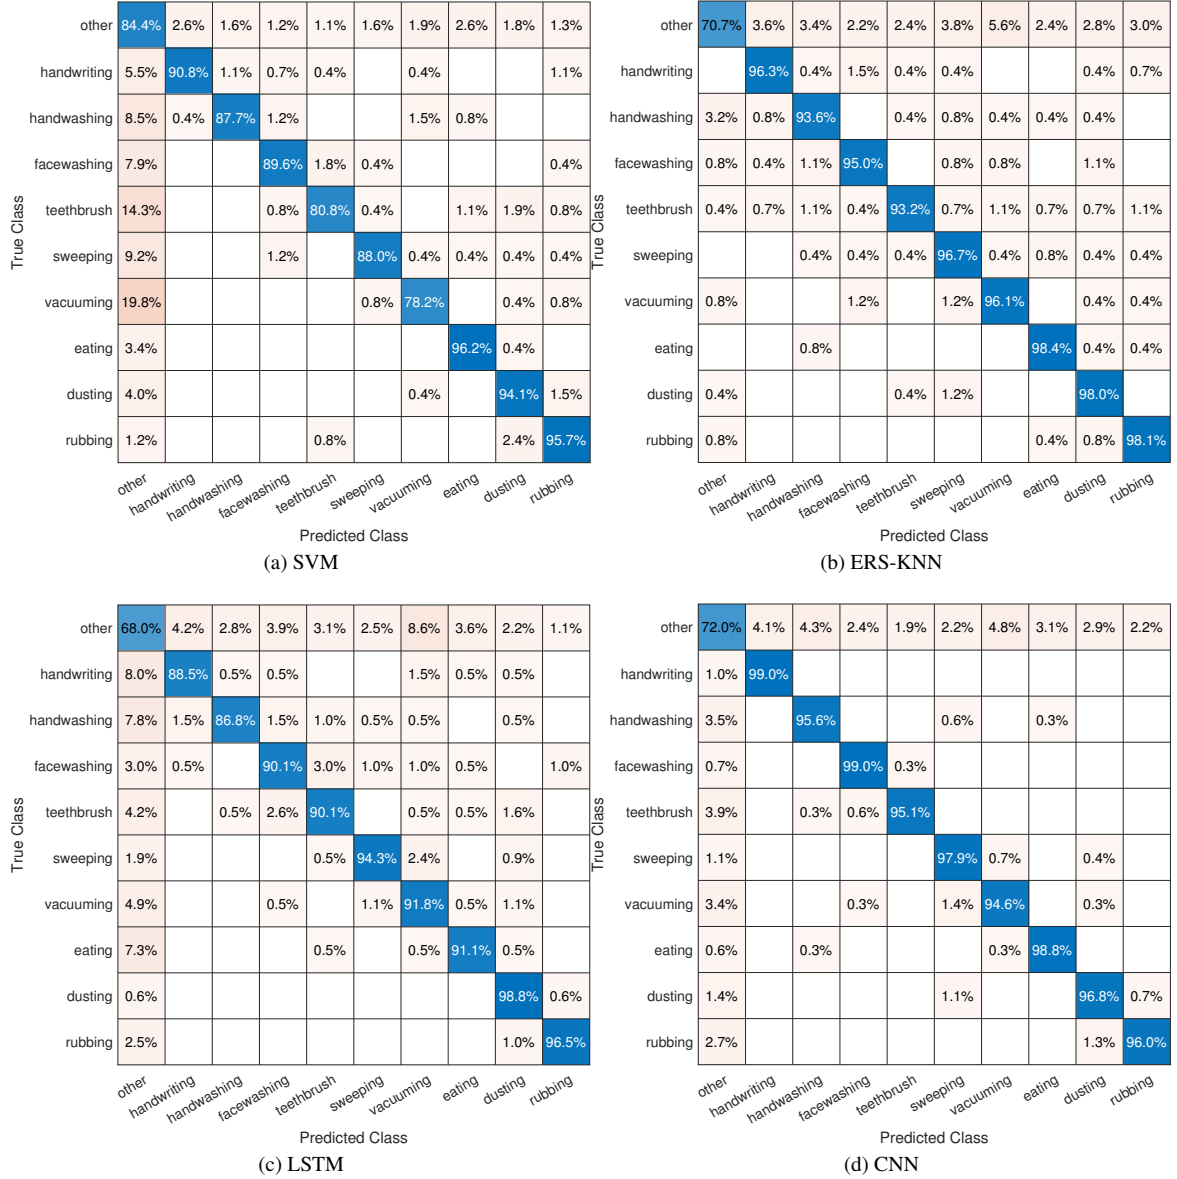 other 84.4% 2.6% 1.6% 1.2% 1.1% 1.6% 1.9% 2.6% 1.8% 1.3%
handwriting 5.5% 90.8% 1.1% 0.7% 0.4% 0.4% 1.1%
handwashing 8.5% 0.4% 87.7% 1.2% 1.5% 0.8%
facewashing 7.9% 89.6% 1.8% 0.4% 0.4%
teethbrush 14.3% 0.8% 80.8% 0.4% 1.1% 1.9% 0.8%
sweeping 9.2% 1.2% 88.0% 0.4% 0.4% 0.4% 0.4%
vacuuming 19.8% 0.8% 78.2% 0.4% 0.8%
eating 3.4% 96.2% 0.4%
dusting 4.0% 0.4% 94.1% 1.5%
rubbing 1.2% 0.8% 2.4% 95.7%
True Class
other handwriting handwashing facewashing teethbrush sweeping vacuuming eating dusting rubbing
Predicted Class
(a) SVM
other 70.7% 3.6% 3.4% 2.2% 2.4% 3.8% 5.6% 2.4% 2.8% 3.0%
handwriting 96.3% 0.4% 1.5% 0.4% 0.4% 0.4% 0.7%
handwashing 3.2% 0.8% 93.6% 0.4% 0.8% 0.4% 0.4% 0.4%
facewashing 0.8% 0.4% 1.1% 95.0% 0.8% 0.8% 1.1%
teethbrush 0.4% 0.7% 1.1% 0.4% 93.2% 0.7% 1.1% 0.7% 0.7% 1.1%
sweeping 0.4% 0.4% 0.4% 96.7% 0.4% 0.8% 0.4% 0.4%
vacuuming 0.8% 1.2% 1.2% 96.1% 0.4% 0.4%
eating 0.8% 98.4% 0.4% 0.4%
dusting 0.4% 0.4% 1.2% 98.0%
rubbing 0.8% 0.4% 0.8% 98.1%
True Class
other handwriting handwashing facewashing teethbrush sweeping vacuuming eating dusting rubbing
Predicted Class
(b) ERS-KNN
other 68.0% 4.2% 2.8% 3.9% 3.1% 2.5% 8.6% 3.6% 2.2% 1.1%
handwriting 8.0% 88.5% 0.5% 0.5% 1.5% 0.5% 0.5%
handwashing 7.8% 1.5% 86.8% 1.5% 1.0% 0.5% 0.5% 0.5%
facewashing 3.0% 0.5% 90.1% 3.0% 1.0% 1.0% 0.5% 1.0%
teethbrush 4.2% 0.5% 2.6% 90.1% 0.5% 0.5% 1.6%
sweeping 1.9% 0.5% 94.3% 2.4% 0.9%
vacuuming 4.9% 0.5% 1.1% 91.8% 0.5% 1.1%
eating 7.3% 0.5% 0.5% 91.1% 0.5%
dusting 0.6% 98.8% 0.6%
rubbing 2.5% 1.0% 96.5%
True Class
other handwriting handwashing facewashing teethbrush sweeping vacuuming eating dusting rubbing
Predicted Class
(c) LSTM
other 72.0% 4.1% 4.3% 2.4% 1.9% 2.2% 4.8% 3.1% 2.9% 2.2%
handwriting 1.0% 99.0%
handwashing 3.5% 95.6% 0.6% 0.3%
facewashing 0.7% 99.0% 0.3%
teethbrush 3.9% 0.3% 0.6% 95.1%
sweeping 1.1% 97.9% 0.7% 0.4%
vacuuming 3.4% 0.3% 1.4% 94.6% 0.3%
eating 0.6% 0.3% 0.3% 98.8%
dusting 1.4% 1.1% 96.8% 0.7%
rubbing 2.7% 1.3% 96.0%
True Class
other handwriting handwashing facewashing teethbrush sweeping vacuuming eating dusting rubbing
Predicted Class
(d) CNN